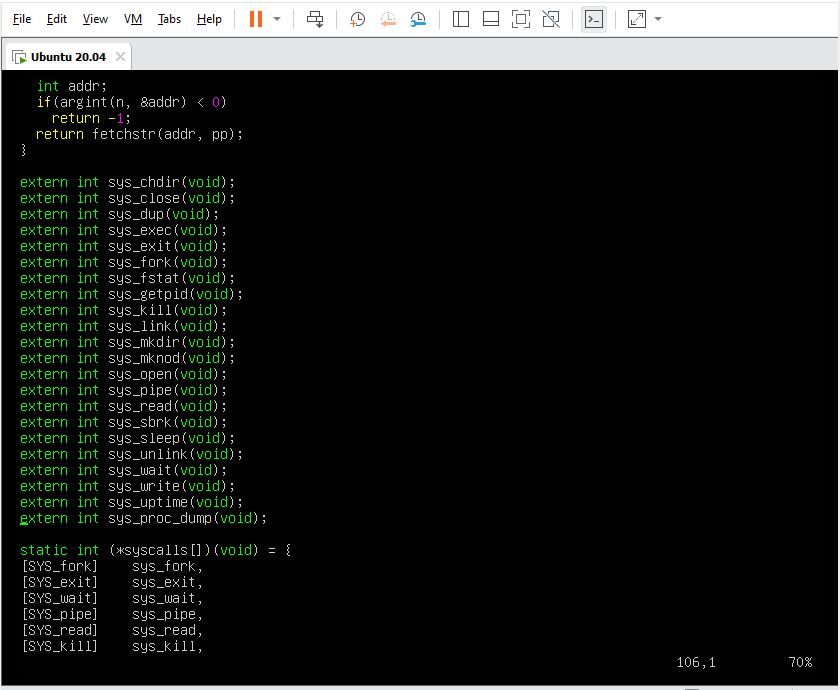 File Edit View VM Tabs Help
Ubuntu 20.04
  int addr;
  if(argint(n, &addr) < 0)
    return -1;
  return fetchstr(addr, pp);
}
extern int sys_chdir(void);
extern int sys_close(void);
extern int sys_dup(void);
extern int sys_exec(void);
extern int sys_exit(void);
extern int sys_fork(void);
extern int sys_fstat(void);
extern int sys_getpid(void);
extern int sys_kill(void);
extern int sys_link(void);
extern int sys_mkdir(void);
extern int sys_mknod(void);
extern int sys_open(void);
extern int sys_pipe(void);
extern int sys_read(void);
extern int sys_sbrk(void);
extern int sys_sleep(void);
extern int sys_unlink(void);
extern int sys_wait(void);
extern int sys_write(void);
extern int sys_uptime(void);
extern int sys_proc_dump(void);
static int (*syscalls[])(void) = {
[SYS_fork]    sys_fork,
[SYS_exit]    sys_exit,
[SYS_wait]    sys_wait,
[SYS_pipe]    sys_pipe,
[SYS_read]    sys_read,
[SYS_kill]    sys_kill,
106,1 70%